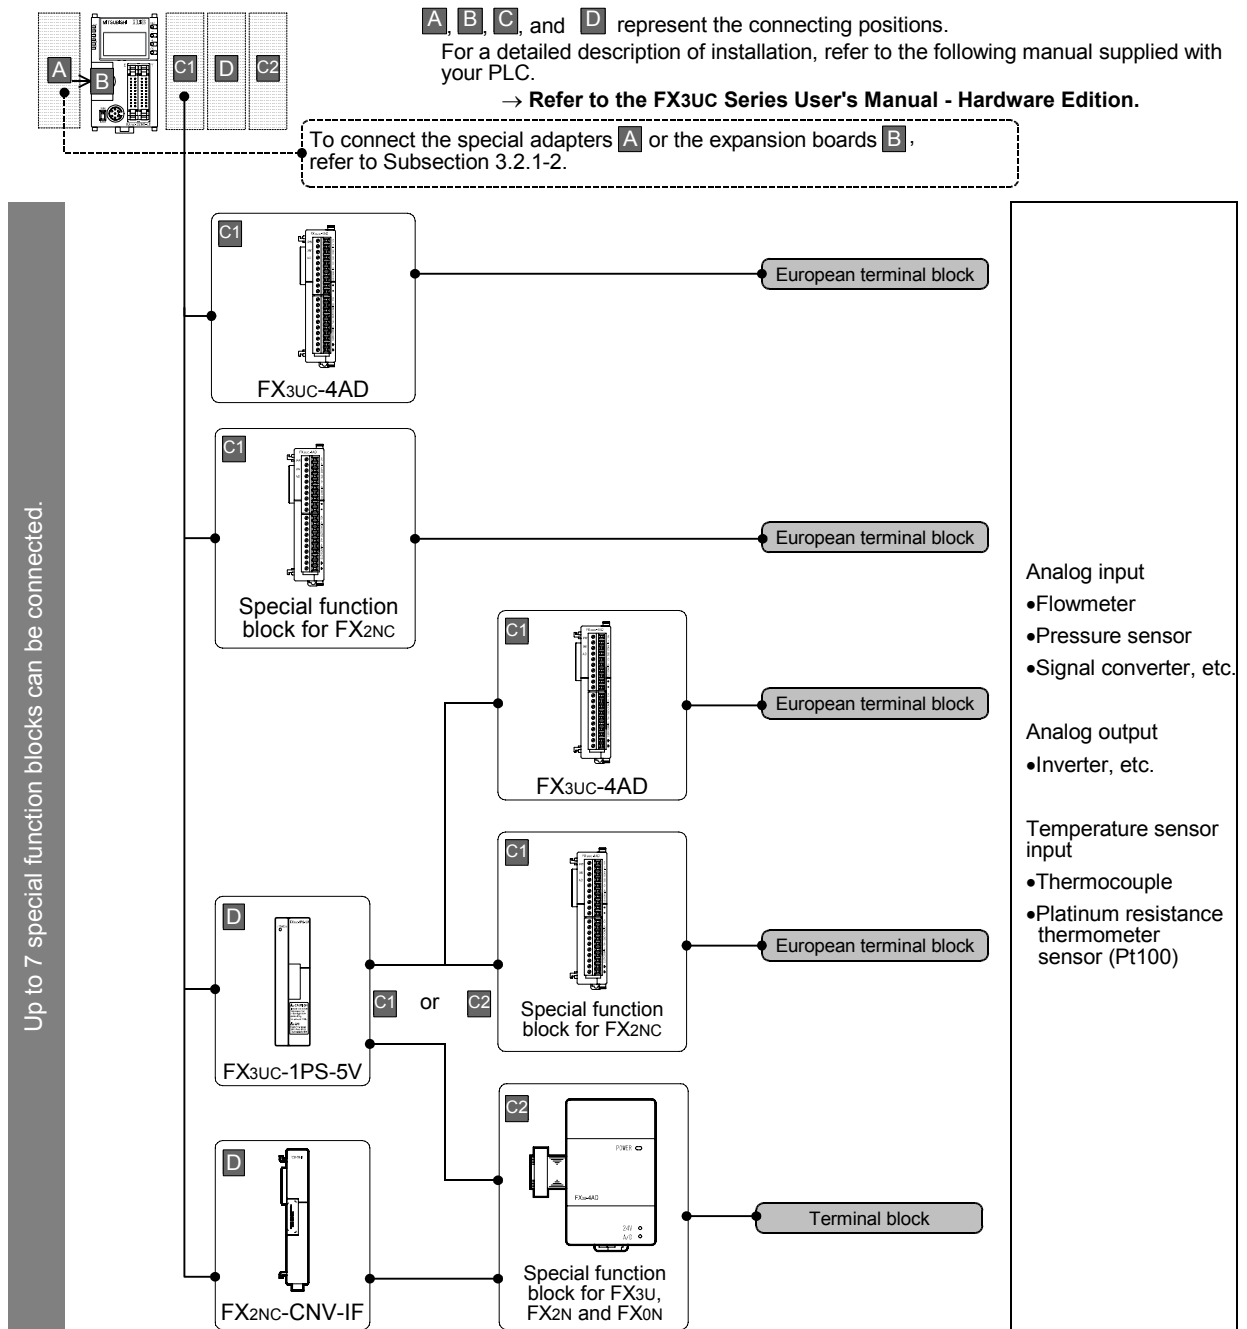 MITSUBISHI
A, B, C, and D represent the connecting positions.
For a detailed description of installation, refer to the following manual supplied with
your PLC.
→ Refer to the FX3UC Series User's Manual - Hardware Edition.
A
B
C1
D
C2
To connect the special adapters A or the expansion boards B ,
refer to Subsection 3.2.1-2.
Up to 7 special function blocks can be connected.
C1
FX3UC-4AD
European terminal block
C1
Special function
block for FX2NC
European terminal block
C1
FX3UC-4AD
European terminal block
C1
Special function
block for FX2NC
European terminal block
D
FX3UC-1PS-5V
C1 or C2
C2
POWER
FX3U-4AD
24V
A/D
Special function
block for FX3U,
FX2N and FX0N
Terminal block
D
FX2NC-CNV-IF
Analog input
•Flowmeter
•Pressure sensor
•Signal converter, etc.
Analog output
•Inverter, etc.
Temperature sensor
input
•Thermocouple
•Platinum resistance
thermometer
sensor (Pt100)